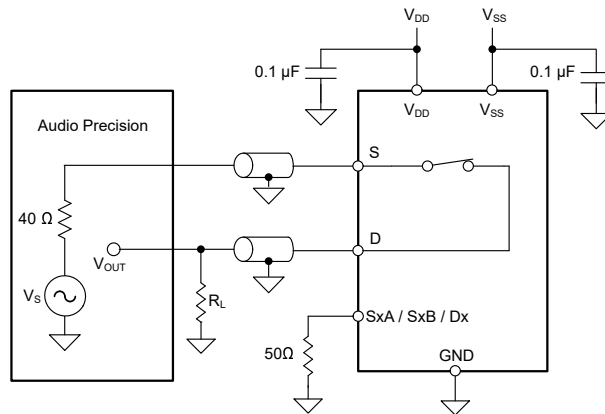 VDD
VSS
0.1 µF
0.1 µF
VDD
VSS
Audio Precision
S
40 Ω
D
VOUT
VS
RL
SxA / SxB / Dx
50Ω
GND